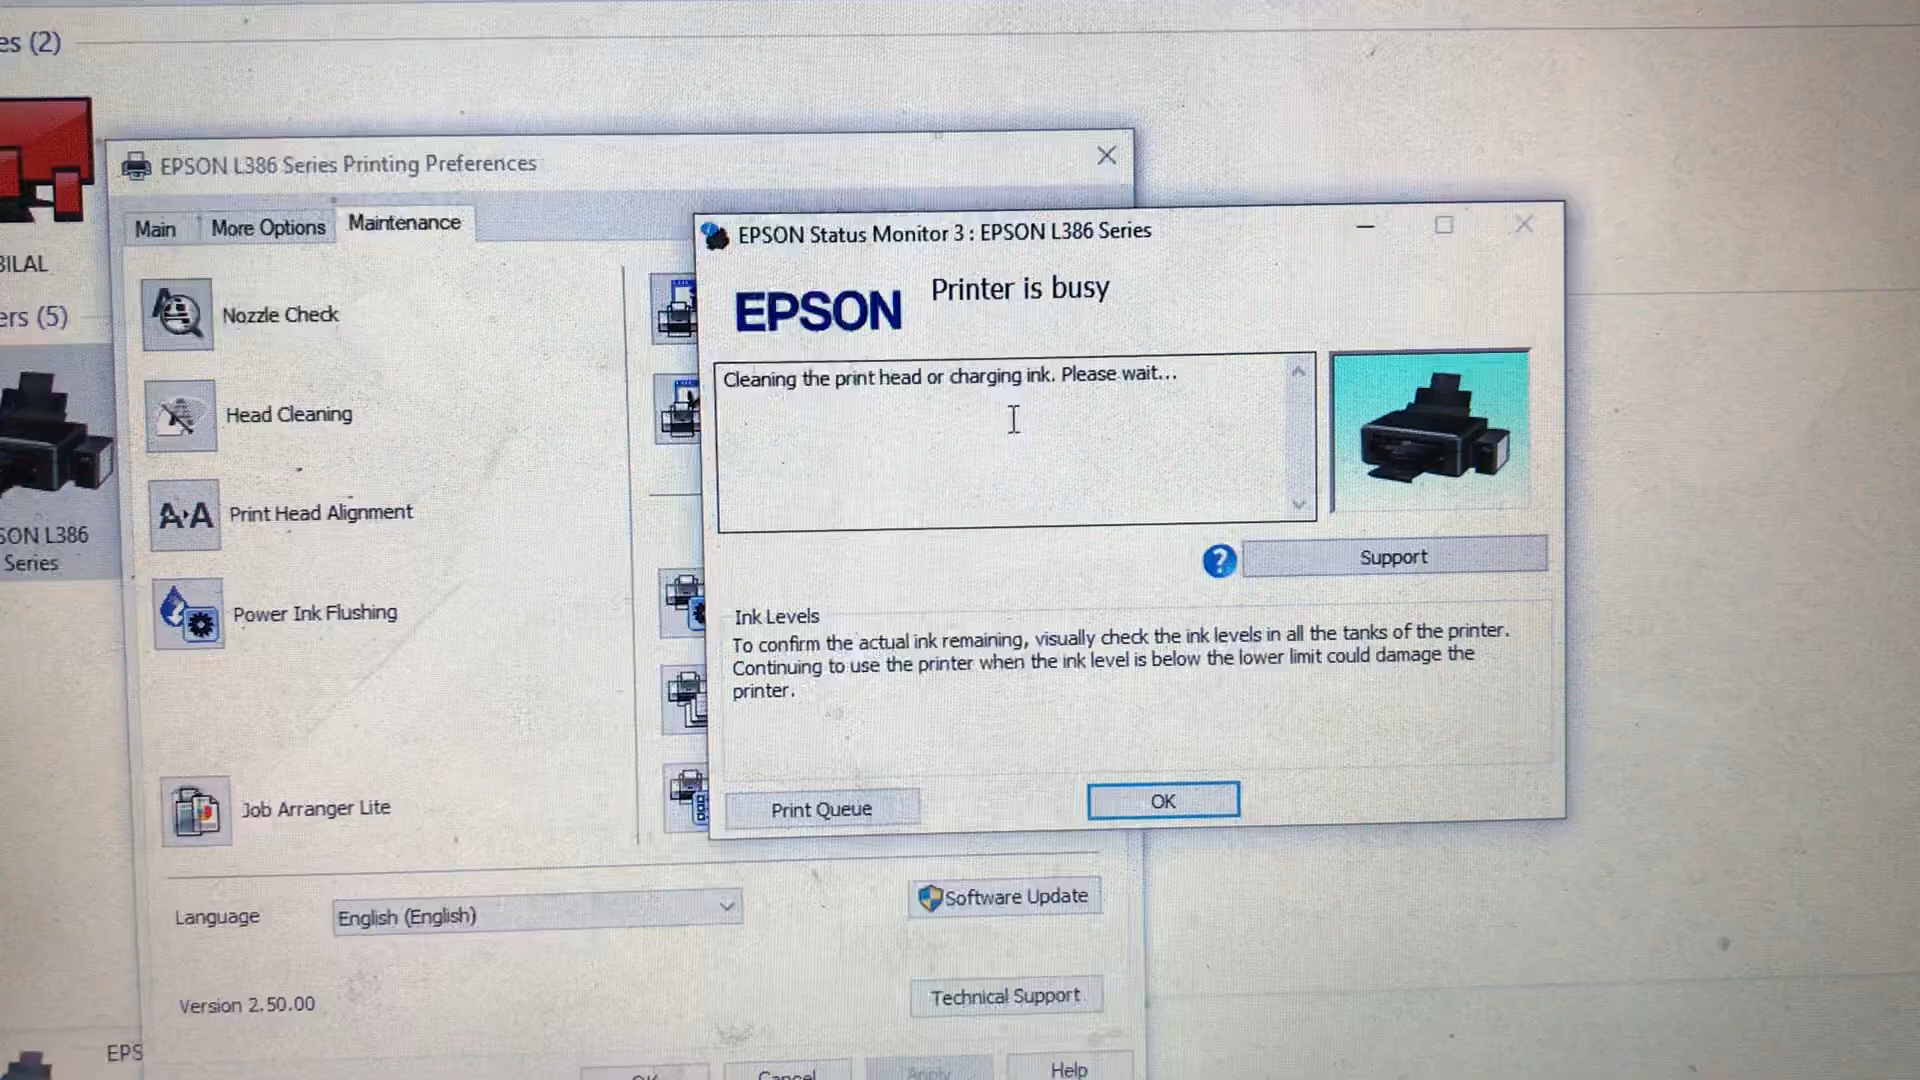 es (2)
EPSON L386 Series Printing Preferences
Main
More Options
Maintenance
EPSON Status Monitor 3 : EPSON L386 Series
BILAL
ers (5)
EPSON
Printer is busy
Nozzle Check
Cleaning the print head or charging ink. Please wait...
Head Cleaning
A▸A
Print Head Alignment
SON L386
Series
?
Support
Power Ink Flushing
Ink Levels
To confirm the actual ink remaining, visually check the ink levels in all the tanks of the printer.
Continuing to use the printer when the ink level is below the lower limit could damage the
printer.
Job Arranger Lite
Print Queue
OK
Language
English (English)
Software Update
Version 2.50.00
Technical Support
EPS
OK
Cancel
Apply
Help